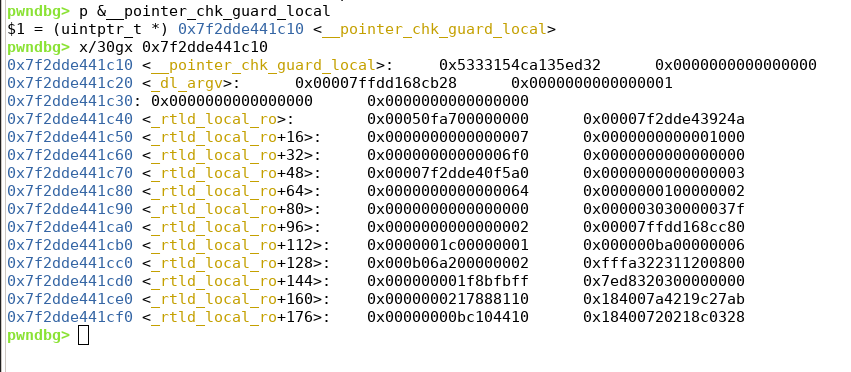 pwndbg> p &__pointer_chk_guard_local
$1 = (uintptr_t *) 0x7f2dde441c10 <__pointer_chk_guard_local>
pwndbg> x/30gx 0x7f2dde441c10
0x7f2dde441c10 <__pointer_chk_guard_local>: 0x5333154ca135ed32 0x0000000000000000
0x7f2dde441c20 <_dl_argv>: 0x00007ffdd168cb28 0x0000000000000001
0x7f2dde441c30: 0x0000000000000000 0x0000000000000000
0x7f2dde441c40 <_rtld_local_ro>: 0x00050fa700000000 0x00007f2dde43924a
0x7f2dde441c50 <_rtld_local_ro+16>: 0x0000000000000007 0x0000000000001000
0x7f2dde441c60 <_rtld_local_ro+32>: 0x00000000000006f0 0x0000000000000000
0x7f2dde441c70 <_rtld_local_ro+48>: 0x00007f2dde40f5a0 0x0000000000000003
0x7f2dde441c80 <_rtld_local_ro+64>: 0x0000000000000064 0x0000000100000002
0x7f2dde441c90 <_rtld_local_ro+80>: 0x0000000000000000 0x000003030000037f
0x7f2dde441ca0 <_rtld_local_ro+96>: 0x0000000000000002 0x00007ffdd168cc80
0x7f2dde441cb0 <_rtld_local_ro+112>: 0x0000001c00000001 0x000000ba00000006
0x7f2dde441cc0 <_rtld_local_ro+128>: 0x000b06a200000002 0xfffa322311200800
0x7f2dde441cd0 <_rtld_local_ro+144>: 0x000000001f8bfbff 0x7ed8320300000000
0x7f2dde441ce0 <_rtld_local_ro+160>: 0x0000000217888110 0x184007a4219c27ab
0x7f2dde441cf0 <_rtld_local_ro+176>: 0x00000000bc104410 0x18400720218c0328
pwndbg>